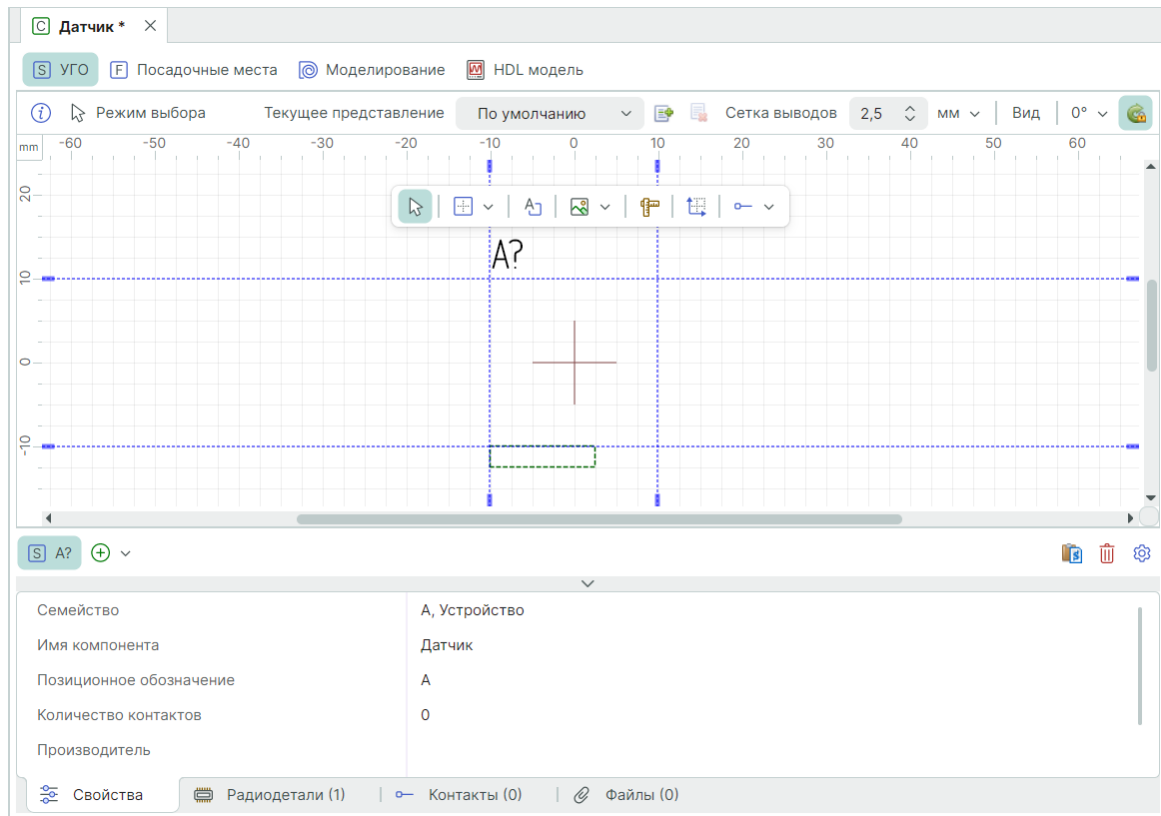 C Датчик *
S УГО F Посадочные места Моделирование HDL модель
Режим выбора Текущее представление По умолчанию Сетка выводов 2,5 мм Вид 0°
mm -60 -50 -40 -30 -20 -10 0 10 20 30 40 50 60
20
A?
10
0
-10
S A?
Семейство A, Устройство
Имя компонента Датчик
Позиционное обозначение A
Количество контактов 0
Производитель
Свойства Радиодетали (1) Контакты (0) Файлы (0)